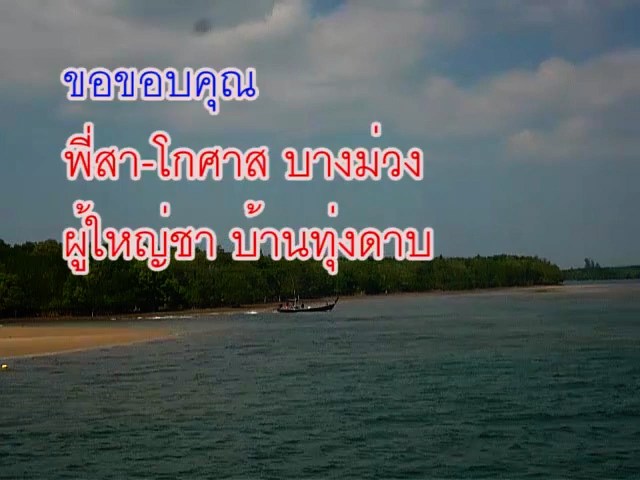 ขอขอบคุณ
พี่สา-โกศาส บางม่วง
ผู้ใหญ่ชา บ้านทุ่งดาบ